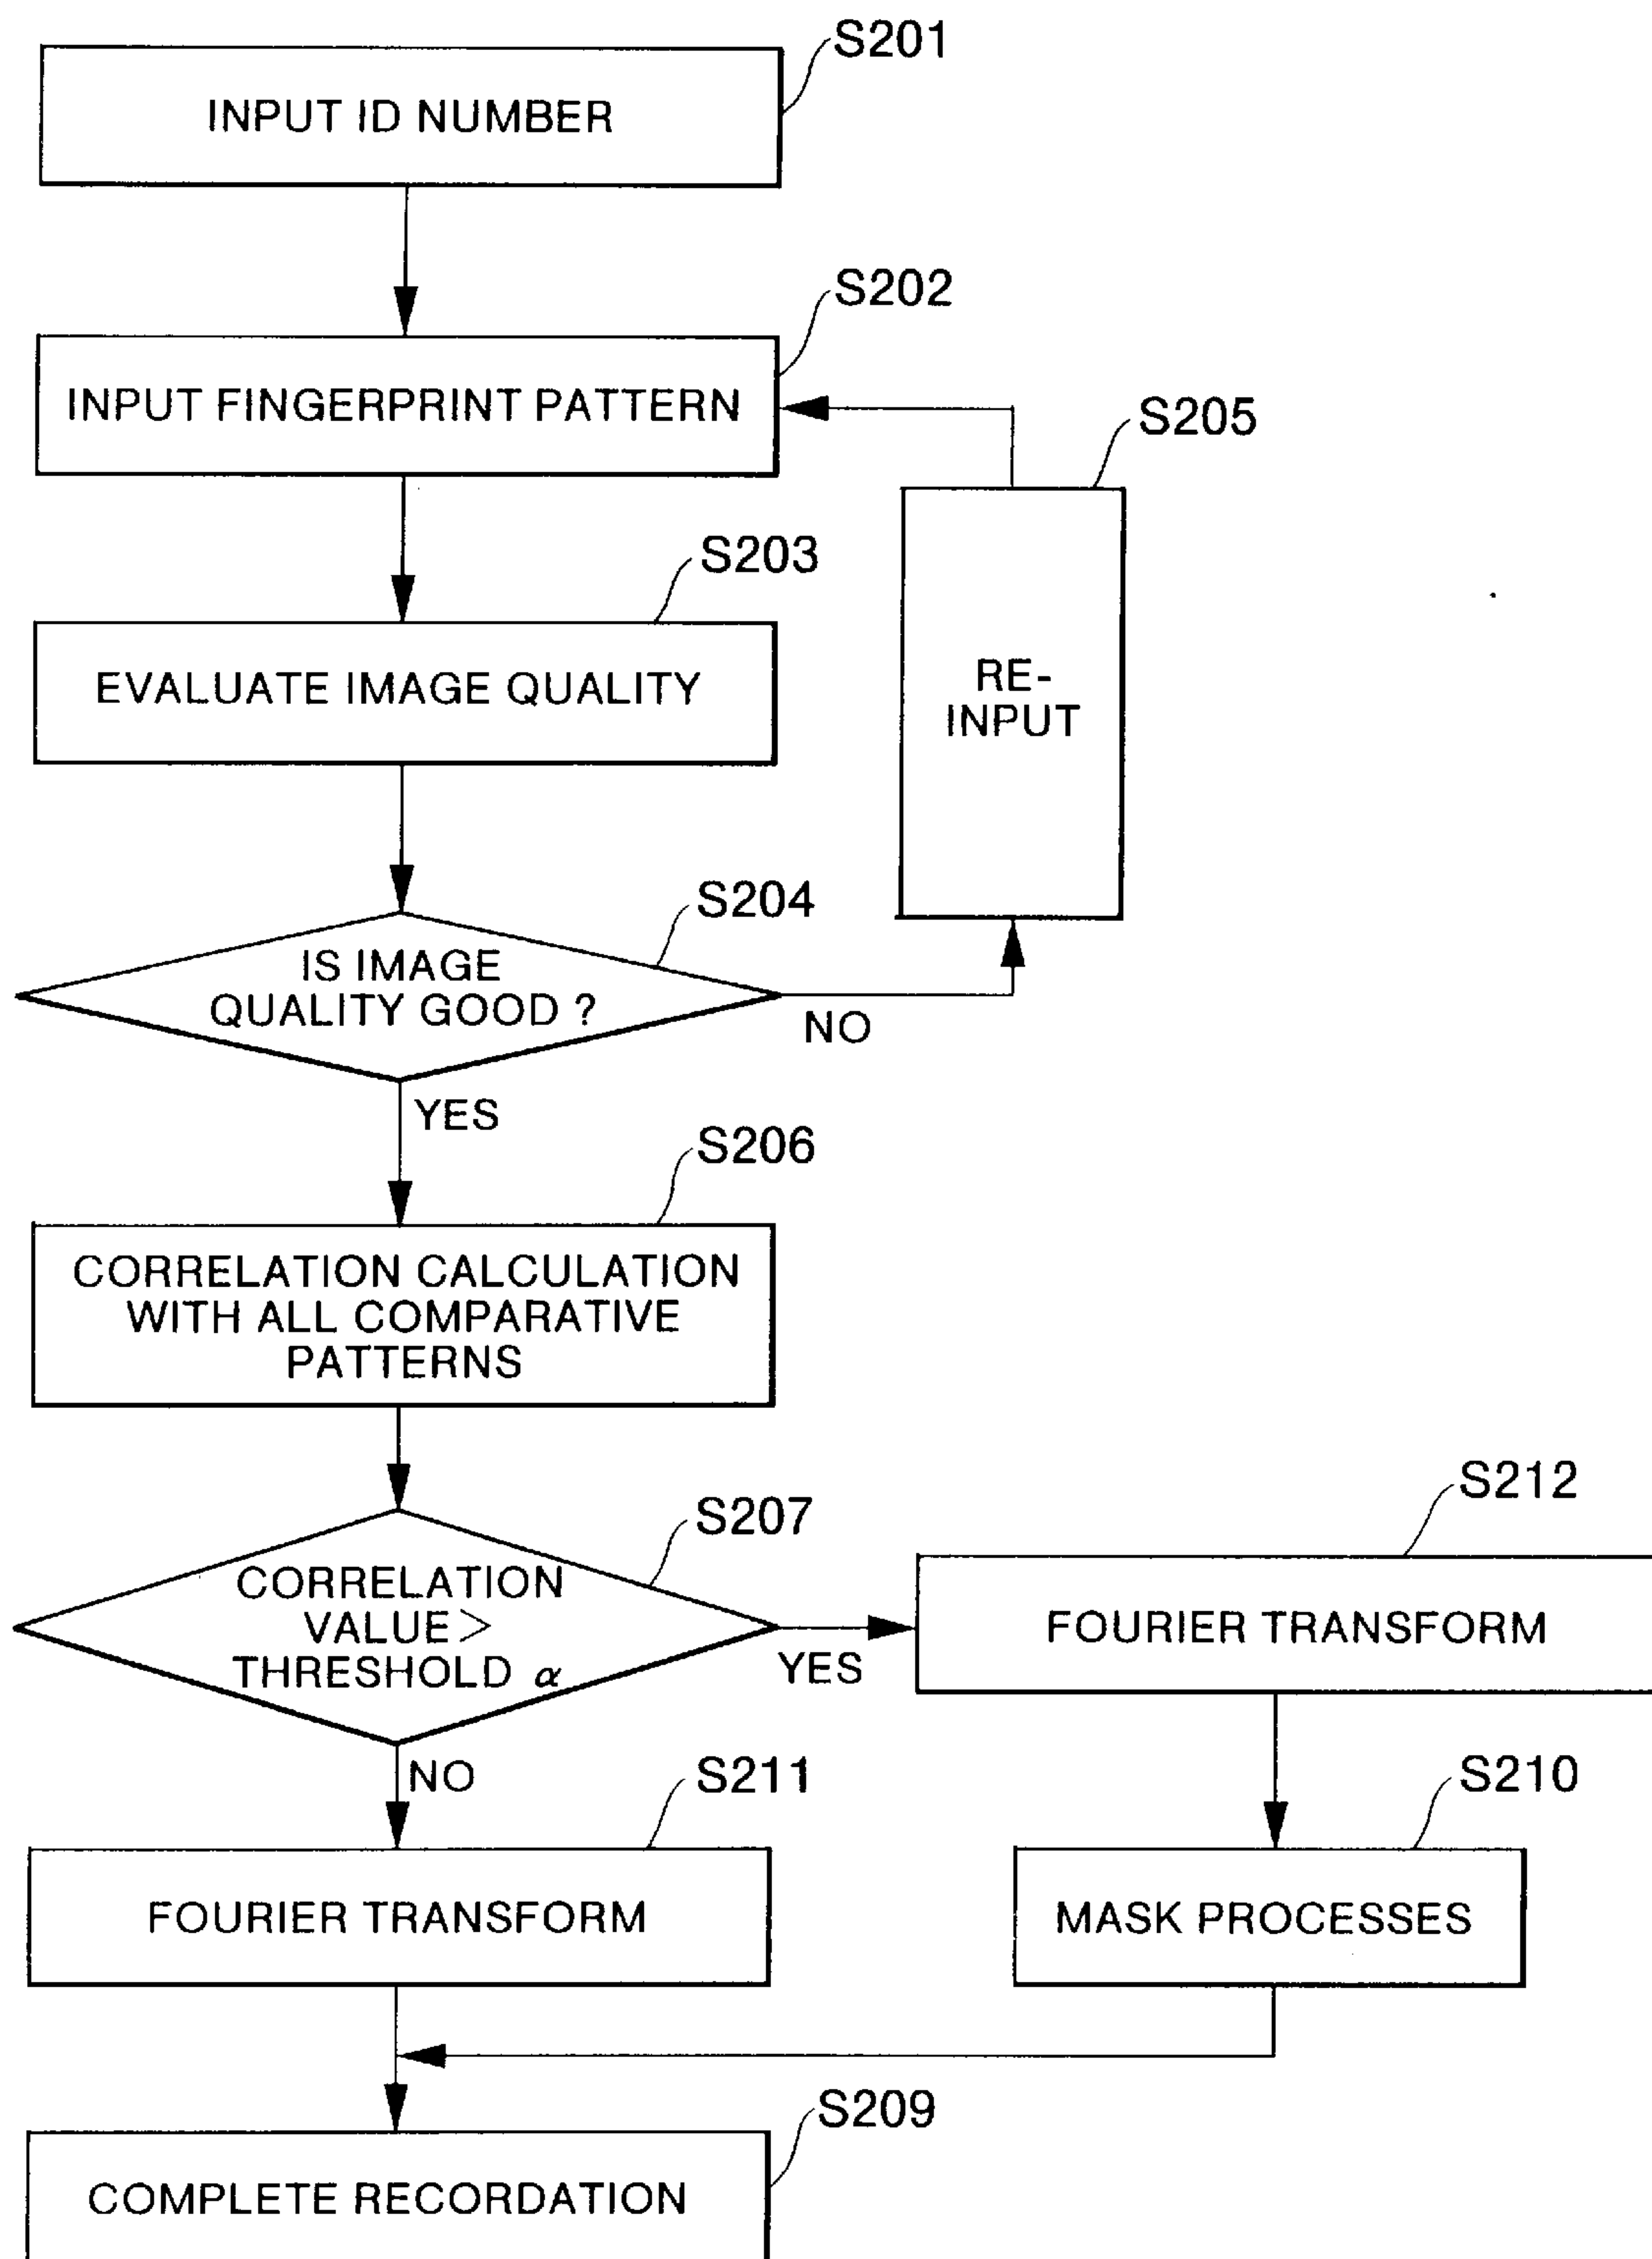 S201
INPUT ID NUMBER
S202
INPUT FINGERPRINT PATTERN
S205
S203
EVALUATE IMAGE QUALITY
RE-
INPUT
S204
IS IMAGE
QUALITY GOOD ?
NO
YES
S206
CORRELATION CALCULATION
WITH ALL COMPARATIVE
PATTERNS
S207
CORRELATION
VALUE >
THRESHOLD α
YES
S212
FOURIER TRANSFORM
NO
S211
FOURIER TRANSFORM
S210
MASK PROCESSES
S209
COMPLETE RECORDATION